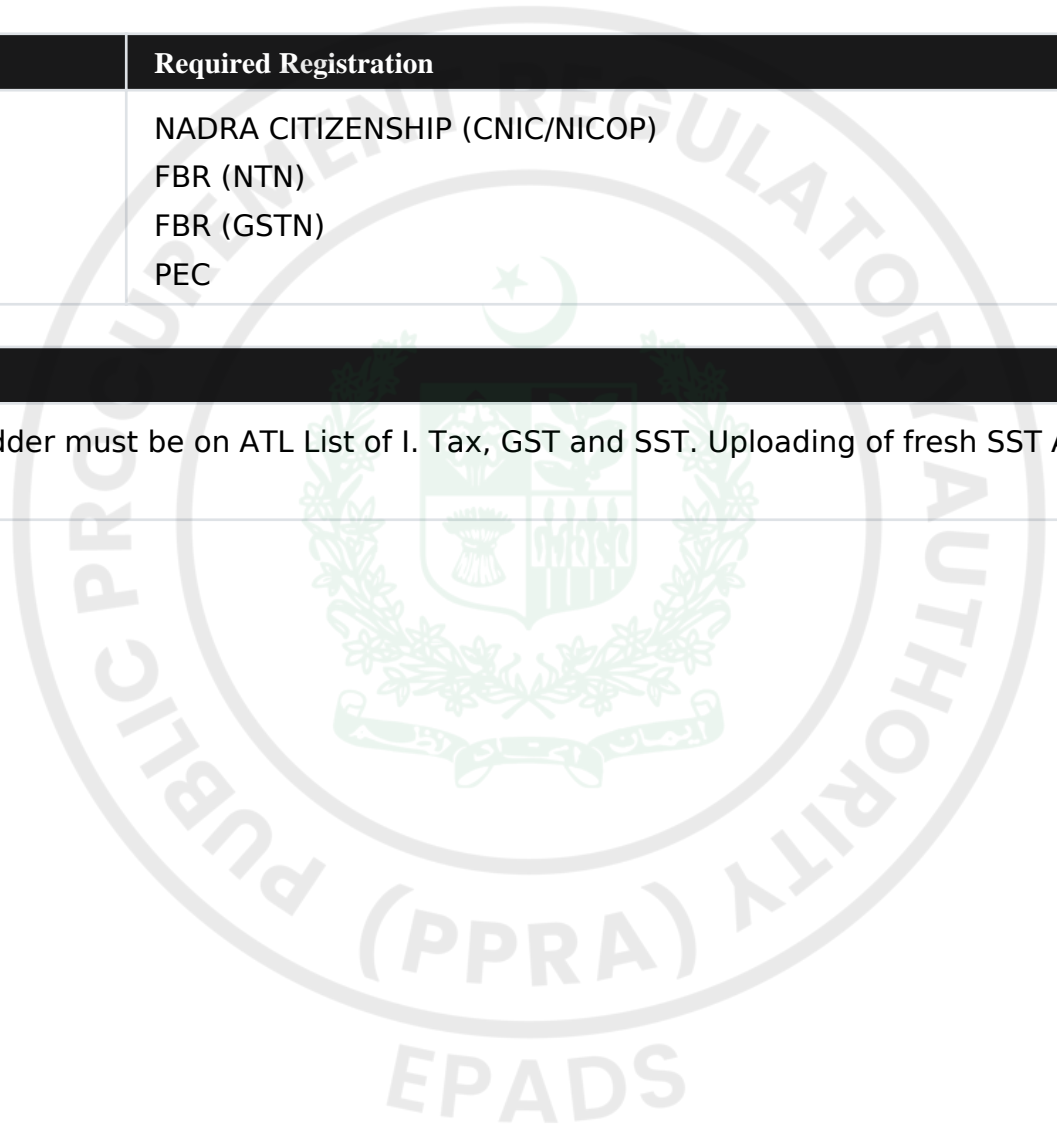 Required Registration
NADRA CITIZENSHIP (CNIC/NICOP)
FBR (NTN)
FBR (GSTN)
PEC
must be on ATL List of I. Tax, GST and SST. Uploading of fresh SST
PUBLIC PROCUREMENT REGULATORY AUTHORITY
(PPRA)
EPADS